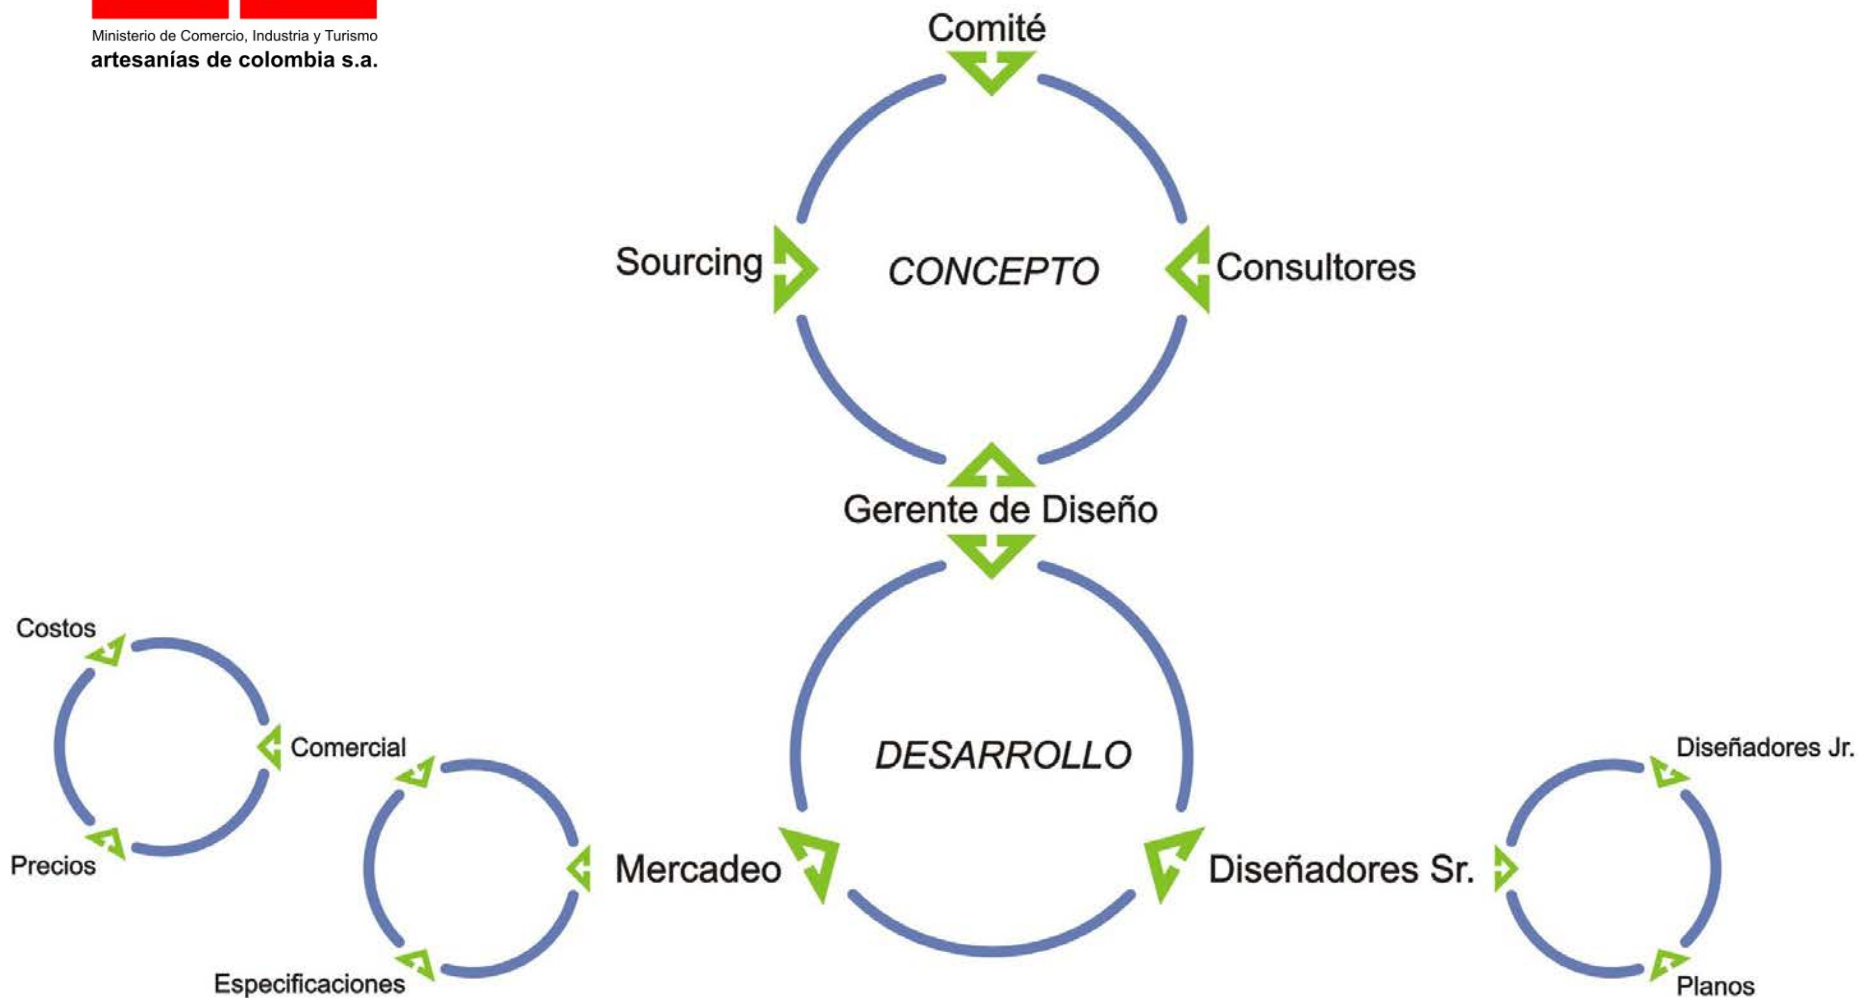 Ministerio de Comercio, Industria y Turismo
artesanías de colombia s.a.
Comité
Sourcing
CONCEPTO
Consultores
Gerente de Diseño
Costos
Comercial
DESARROLLO
Diseñadores Jr.
Precios
Mercadeo
Diseñadores Sr.
Especificaciones
Planos